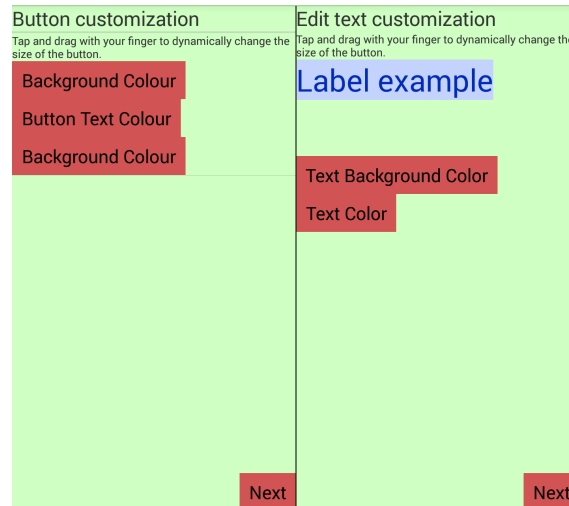 Button customization
Tap and drag with your finger to dynamically change the
size of the button.
Background Colour
Button Text Colour
Background Colour
Next
Edit text customization
Tap and drag with your finger to dynamically change the
size of the button.
Label example
Text Background Color
Text Color
Next